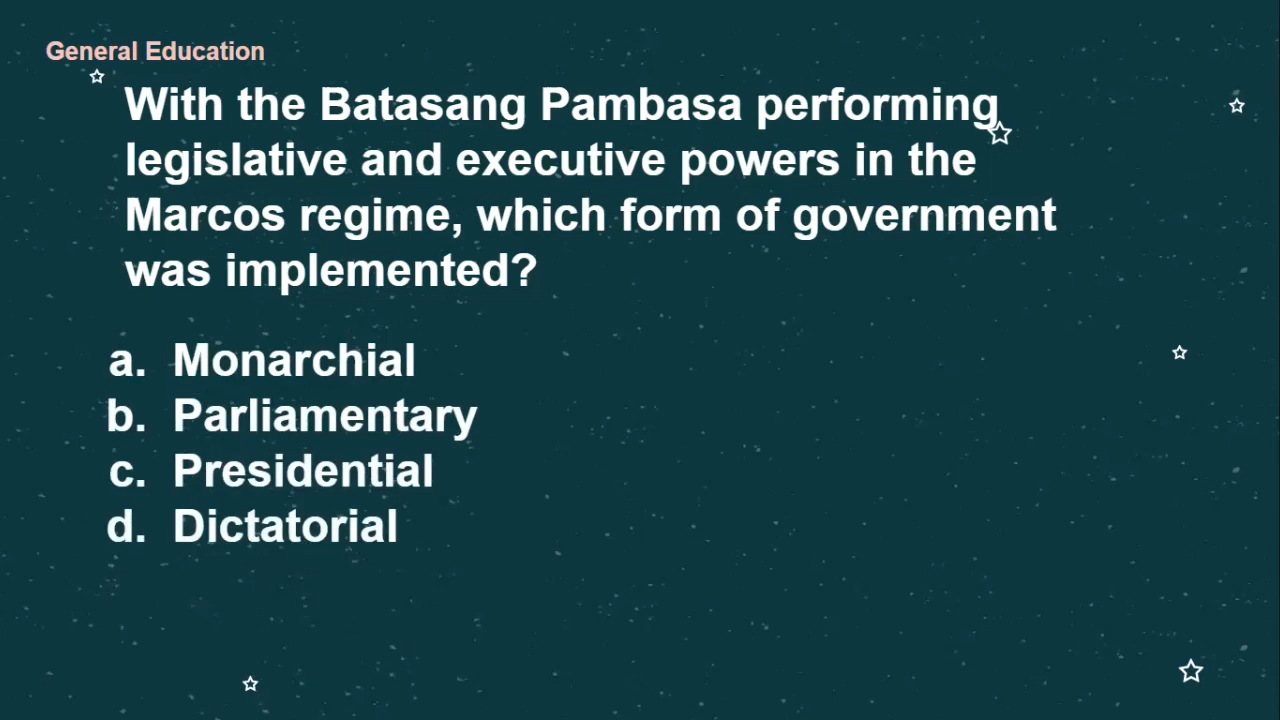 General Education
With the Batasang Pambasa performing
legislative and executive powers in the
Marcos regime, which form of government
was implemented?
a. Monarchial
b. Parliamentary
c. Presidential
d. Dictatorial